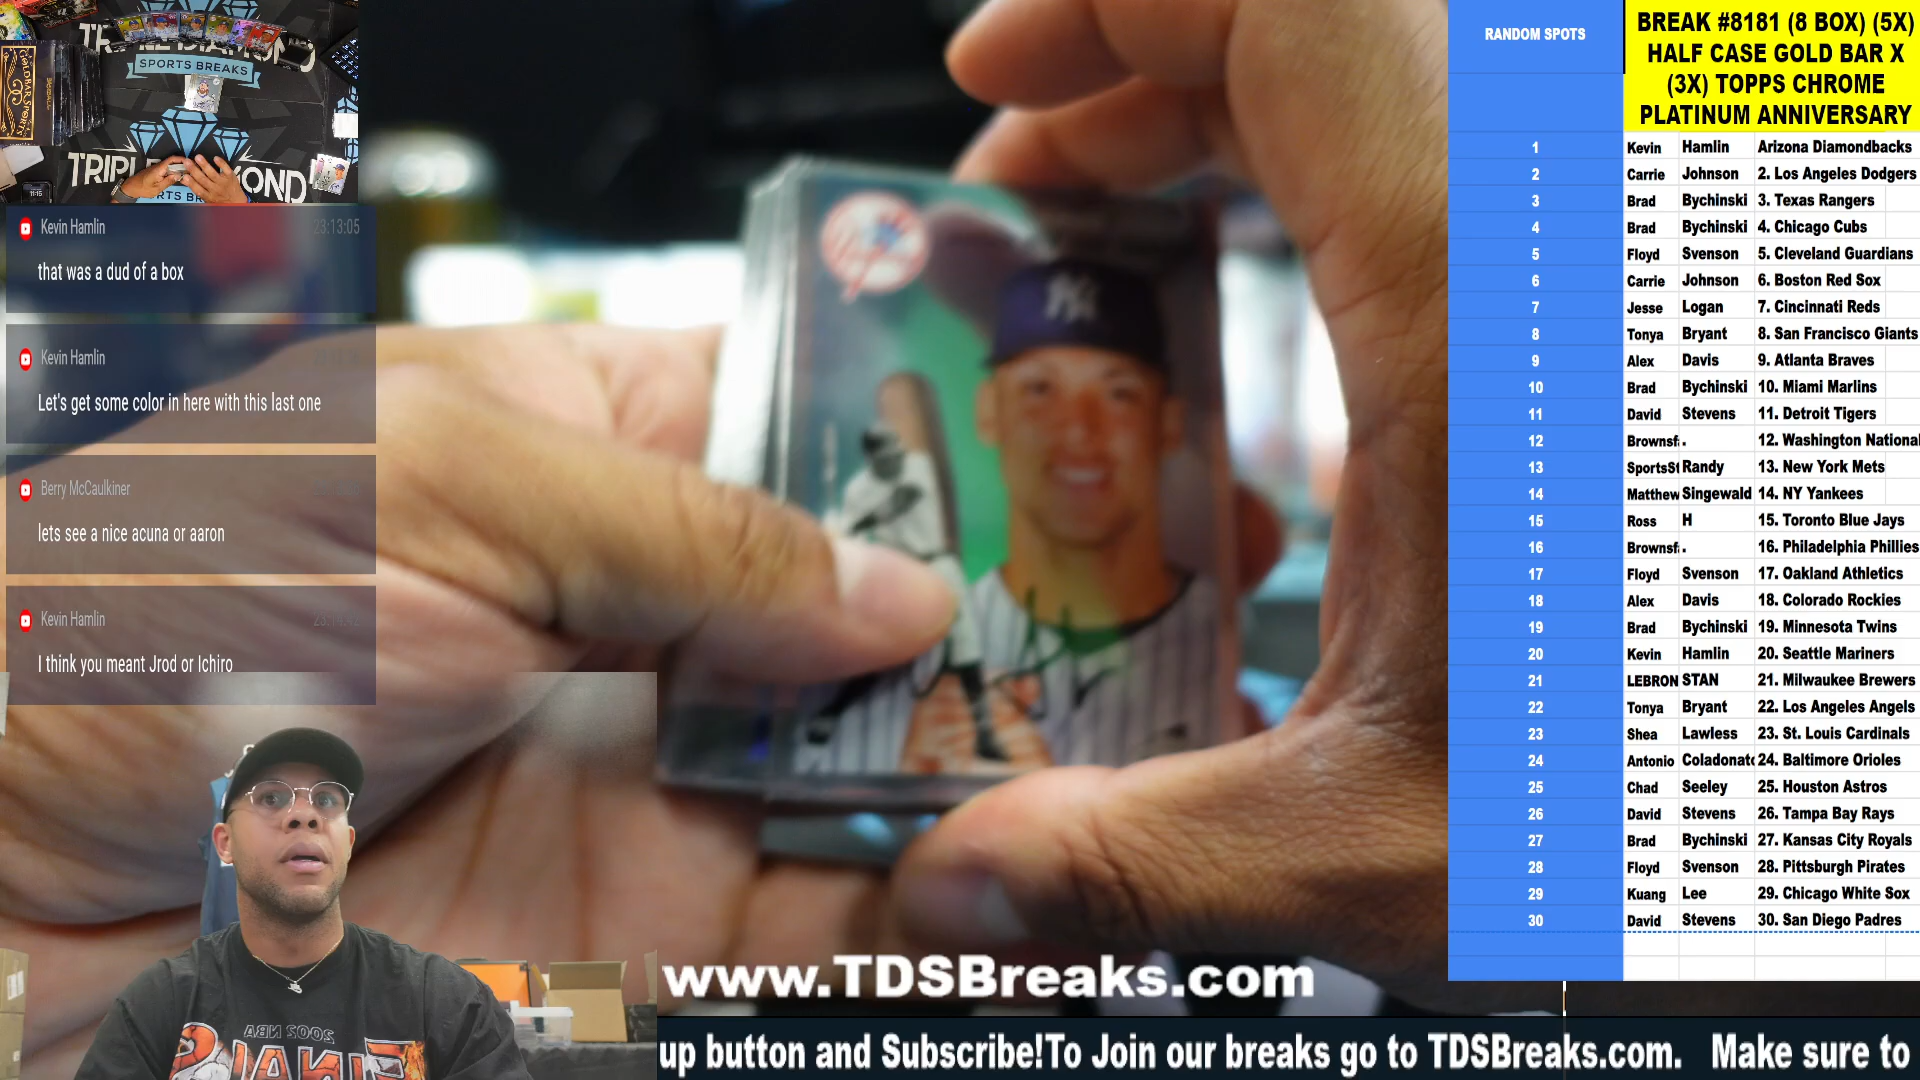 SPORTS BREAKS
Kevin Hamlin 23:13:05
that was a dud of a box
Kevin Hamlin
Let's get some color in here with this last one
Berry McCaulkiner
lets see a nice acuna or aaron
Kevin Hamlin
I think you meant Jrod or Ichiro
2002 NBA
FINALS
www.TDSBreaks.com
up button and Subscribe!To Join our breaks go to TDSBreaks.com. Make sure to
RANDOM SPOTS
BREAK #8181 (8 BOX) (5X)
HALF CASE GOLD BAR X
(3X) TOPPS CHROME
PLATINUM ANNIVERSARY
1 Kevin Hamlin Arizona Diamondbacks
2 Carrie Johnson 2. Los Angeles Dodgers
3 Brad Bychinski 3. Texas Rangers
4 Brad Bychinski 4. Chicago Cubs
5 Floyd Svenson 5. Cleveland Guardians
6 Carrie Johnson 6. Boston Red Sox
7 Jesse Logan 7. Cincinnati Reds
8 Tonya Bryant 8. San Francisco Giants
9 Alex Davis 9. Atlanta Braves
10 Brad Bychinski 10. Miami Marlins
11 David Stevens 11. Detroit Tigers
12 Brownsf . 12. Washington National
13 SportsSt Randy 13. New York Mets
14 Matthew Singewald 14. NY Yankees
15 Ross H 15. Toronto Blue Jays
16 Brownsf . 16. Philadelphia Phillies
17 Floyd Svenson 17. Oakland Athletics
18 Alex Davis 18. Colorado Rockies
19 Brad Bychinski 19. Minnesota Twins
20 Kevin Hamlin 20. Seattle Mariners
21 LEBRON STAN 21. Milwaukee Brewers
22 Tonya Bryant 22. Los Angeles Angels
23 Shea Lawless 23. St. Louis Cardinals
24 Antonio Coladonato 24. Baltimore Orioles
25 Chad Seeley 25. Houston Astros
26 David Stevens 26. Tampa Bay Rays
27 Brad Bychinski 27. Kansas City Royals
28 Floyd Svenson 28. Pittsburgh Pirates
29 Kuang Lee 29. Chicago White Sox
30 David Stevens 30. San Diego Padres